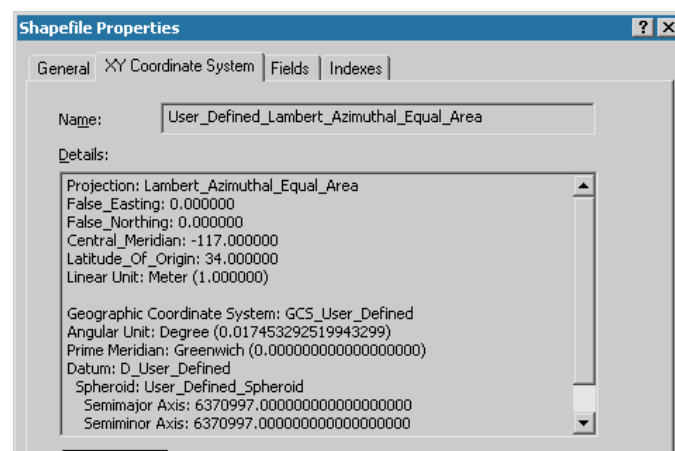 Shapefile Properties
General XY Coordinate System Fields Indexes
Name: User_Defined_Lambert_Azimuthal_Equal_Area
Details:
Projection: Lambert_Azimuthal_Equal_Area
False_Easting: 0.000000
False_Northing: 0.000000
Central_Meridian: -117.000000
Latitude_Of_Origin: 34.000000
Linear Unit: Meter (1.000000)
Geographic Coordinate System: GCS_User_Defined
Angular Unit: Degree (0.017453292519943299)
Prime Meridian: Greenwich (0.000000000000000000)
Datum: D_User_Defined
Spheroid: User_Defined_Spheroid
Semimajor Axis: 6370997.000000000000000000
Semiminor Axis: 6370997.000000000000000000